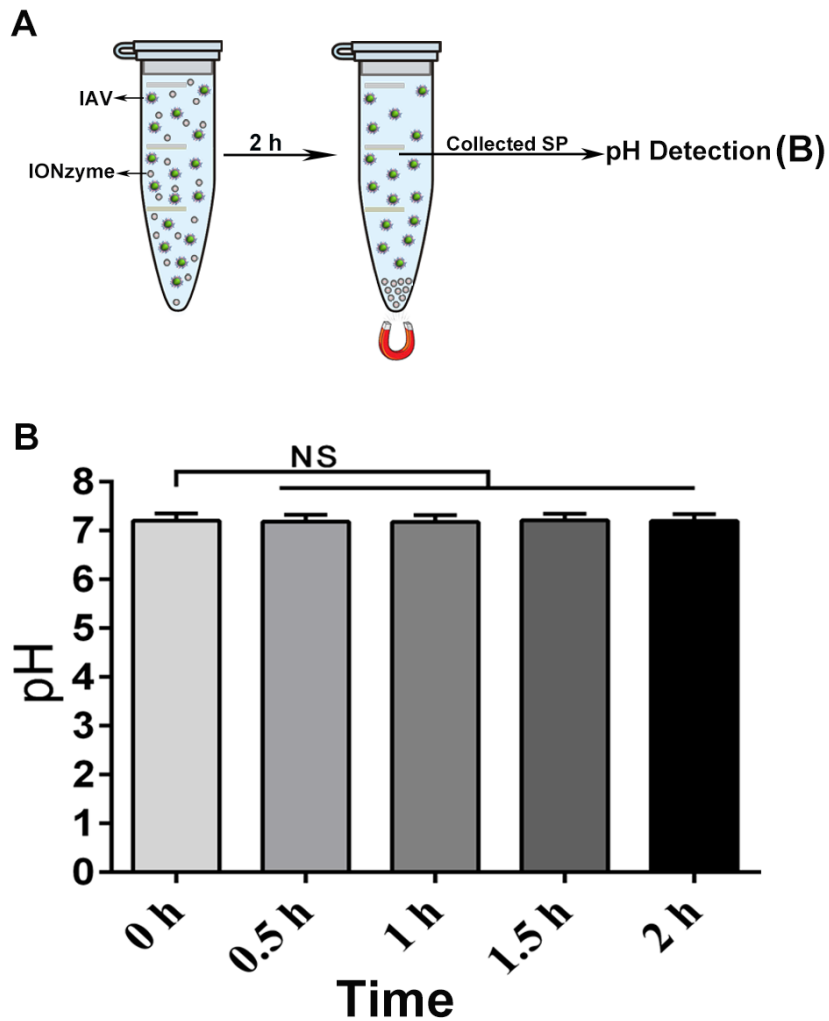 A
IAV
IONzyme
2 h
Collected SP
pH Detection (B)
B
NS
8
7
6
5
4
3
2
1
0
pH
0 h
0.5 h
1 h
1.5 h
2 h
Time